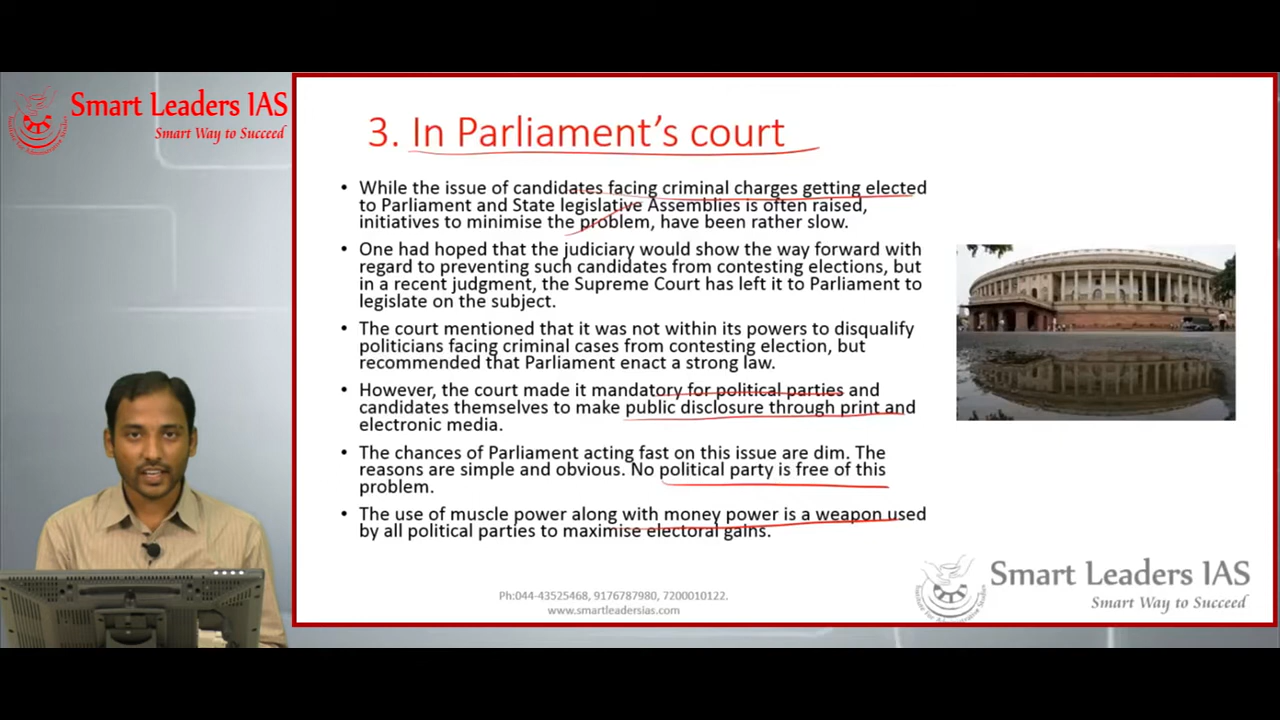 Smart Leaders IAS
Smart Way to Succeed
3. In Parliament's court
• While the issue of candidates facing criminal charges getting elected
to Parliament and State legislative Assemblies is often raised,
initiatives to minimise the problem, have been rather slow.
• One had hoped that the judiciary would show the way forward with
regard to preventing such candidates from contesting elections, but
in a recent judgment, the Supreme Court has left it to Parliament to
legislate on the subject.
• The court mentioned that it was not within its powers to disqualify
politicians facing criminal cases from contesting election, but
recommended that Parliament enact a strong law.
• However, the court made it mandatory for political parties and
candidates themselves to make public disclosure through print and
electronic media.
• The chances of Parliament acting fast on this issue are dim. The
reasons are simple and obvious. No political party is free of this
problem.
• The use of muscle power along with money power is a weapon used
by all political parties to maximise electoral gains.
Ph:044-43525468, 9176787980, 7200010122.
www.smartleadersias.com
Smart Leaders IAS
Smart Way to Succeed